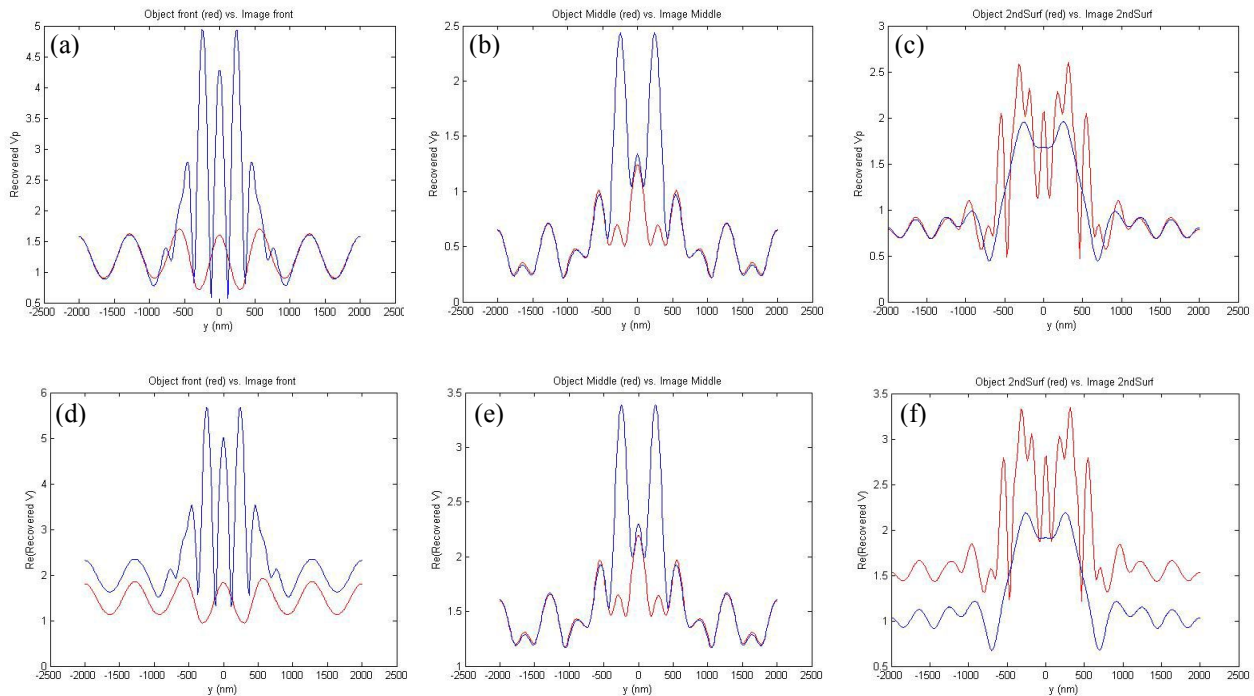 Object front (red) vs. Image front
(a)
Recovered Vp
5
4.5
4
3.5
3
2.5
2
1.5
1
0.5
-2500 -2000 -1500 -1000 -500 0 500 1000 1500 2000 2500
y (nm)
Object Middle (red) vs. Image Middle
(b)
Recovered Vp
2.5
2
1.5
1
0.5
0
-2500 -2000 -1500 -1000 -500 0 500 1000 1500 2000 2500
y (nm)
Object 2ndSurf (red) vs. Image 2ndSurf
(c)
Recovered Vp
3
2.5
2
1.5
1
0.5
0
-2000 -1500 -1000 -500 0 500 1000 1500 2000 2500
y (nm)
Object front (red) vs. Image front
(d)
Re(Recovered V)
6
5
4
3
2
1
0
-2500 -2000 -1500 -1000 -500 0 500 1000 1500 2000 2500
y (nm)
Object Middle (red) vs. Image Middle
(e)
Re(Recovered V)
3.5
3
2.5
2
1.5
1
-2500 -2000 -1500 -1000 -500 0 500 1000 1500 2000 2500
y (nm)
Object 2ndSurf (red) vs. Image 2ndSurf
(f)
Re(Recovered V)
3.5
3
2.5
2
1.5
1
0.5
-2500 -2000 -1500 -1000 -500 0 500 1000 1500 2000 2500
y (nm)